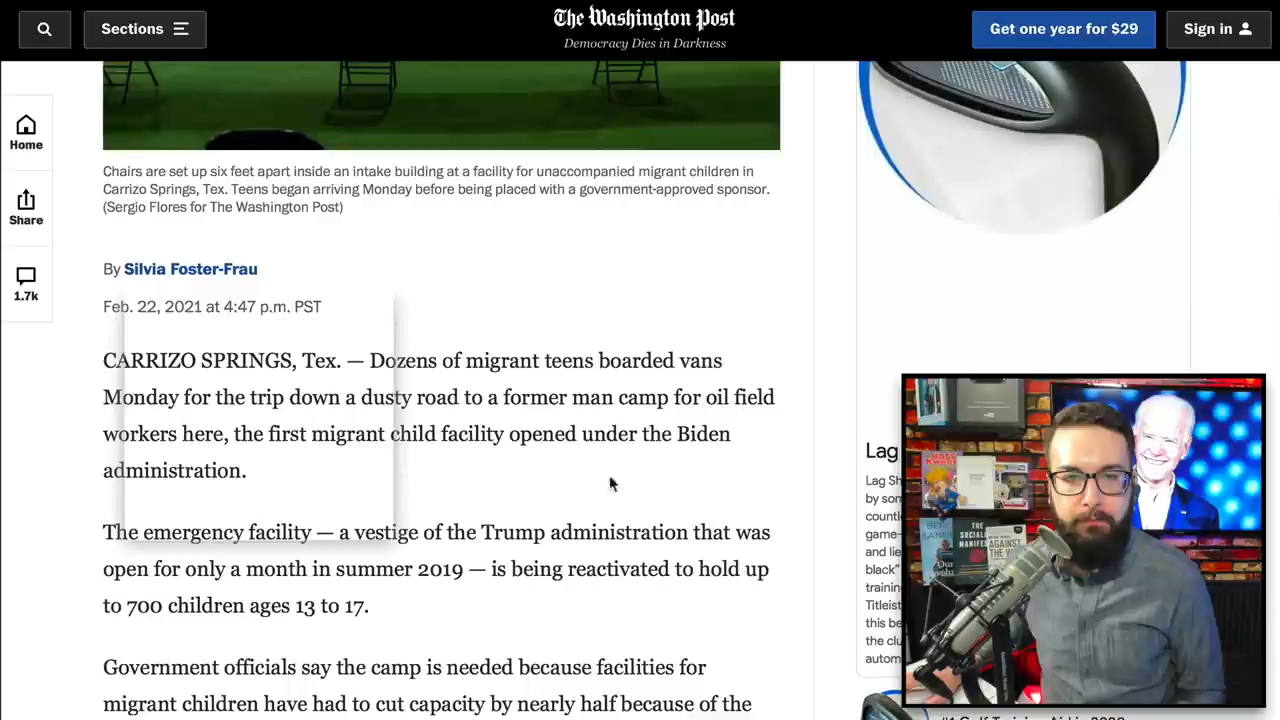 Sections
The Washington Post
Democracy Dies in Darkness
Get one year for $29
Sign in
Home
Share
1.7k
Chairs are set up six feet apart inside an intake building at a facility for unaccompanied migrant children in
Carrizo Springs, Tex. Teens began arriving Monday before being placed with a government-approved sponsor.
(Sergio Flores for The Washington Post)
By Silvia Foster-Frau
Feb. 22, 2021 at 4:47 p.m. PST
CARRIZO SPRINGS, Tex. — Dozens of migrant teens boarded vans
Monday for the trip down a dusty road to a former man camp for oil field
workers here, the first migrant child facility opened under the Biden
administration.
The emergency facility — a vestige of the Trump administration that was
open for only a month in summer 2019 — is being reactivated to hold up
to 700 children ages 13 to 17.
Government officials say the camp is needed because facilities for
migrant children have had to cut capacity by nearly half because of the
Lag
Lag Sh
by som
counti
game-
and lie
black"
trainin
Titleist
this be
the clu
autom
THE
AGAINST
THE
Our